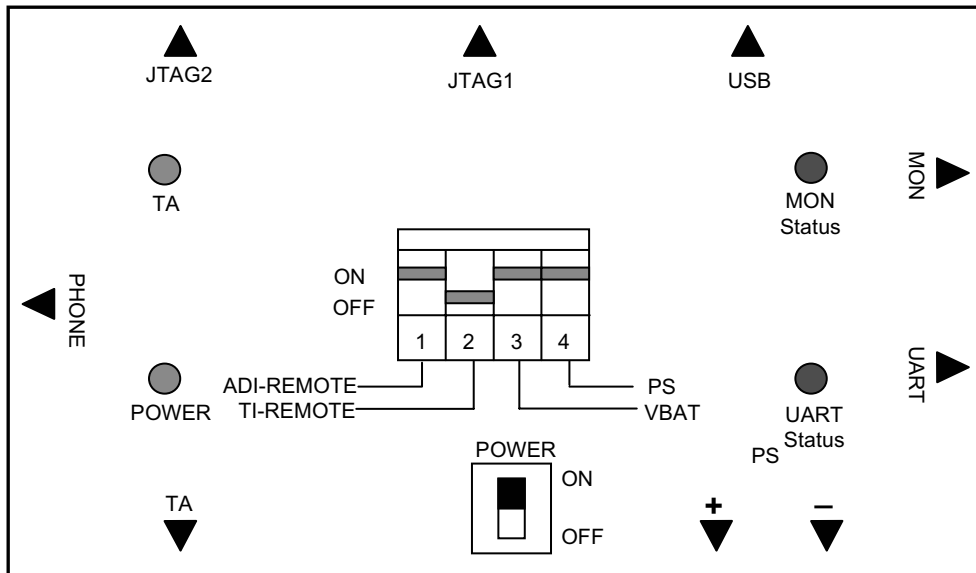 JTAG2
JTAG1
USB
TA
MON
Status
MON
ON
OFF
PHONE
1 2 3 4
ADI-REMOTE
TI-REMOTE
PS
VBAT
POWER
UART
Status
UART
PS
POWER
ON
OFF
TA
+
–